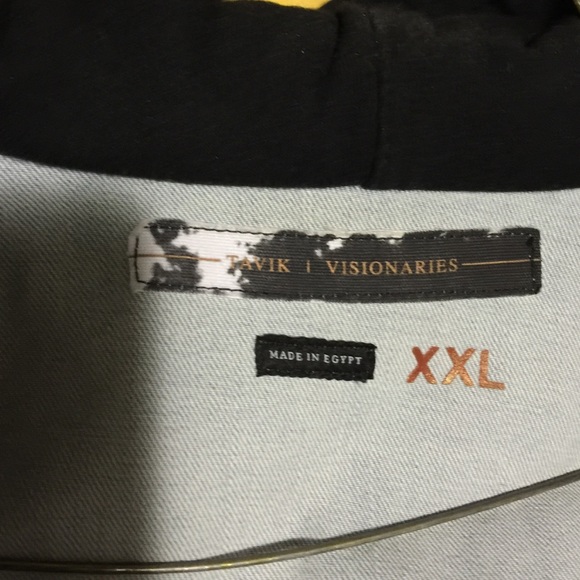 TAVIK | VISIONARIES
MADE IN EGYPT
XXL